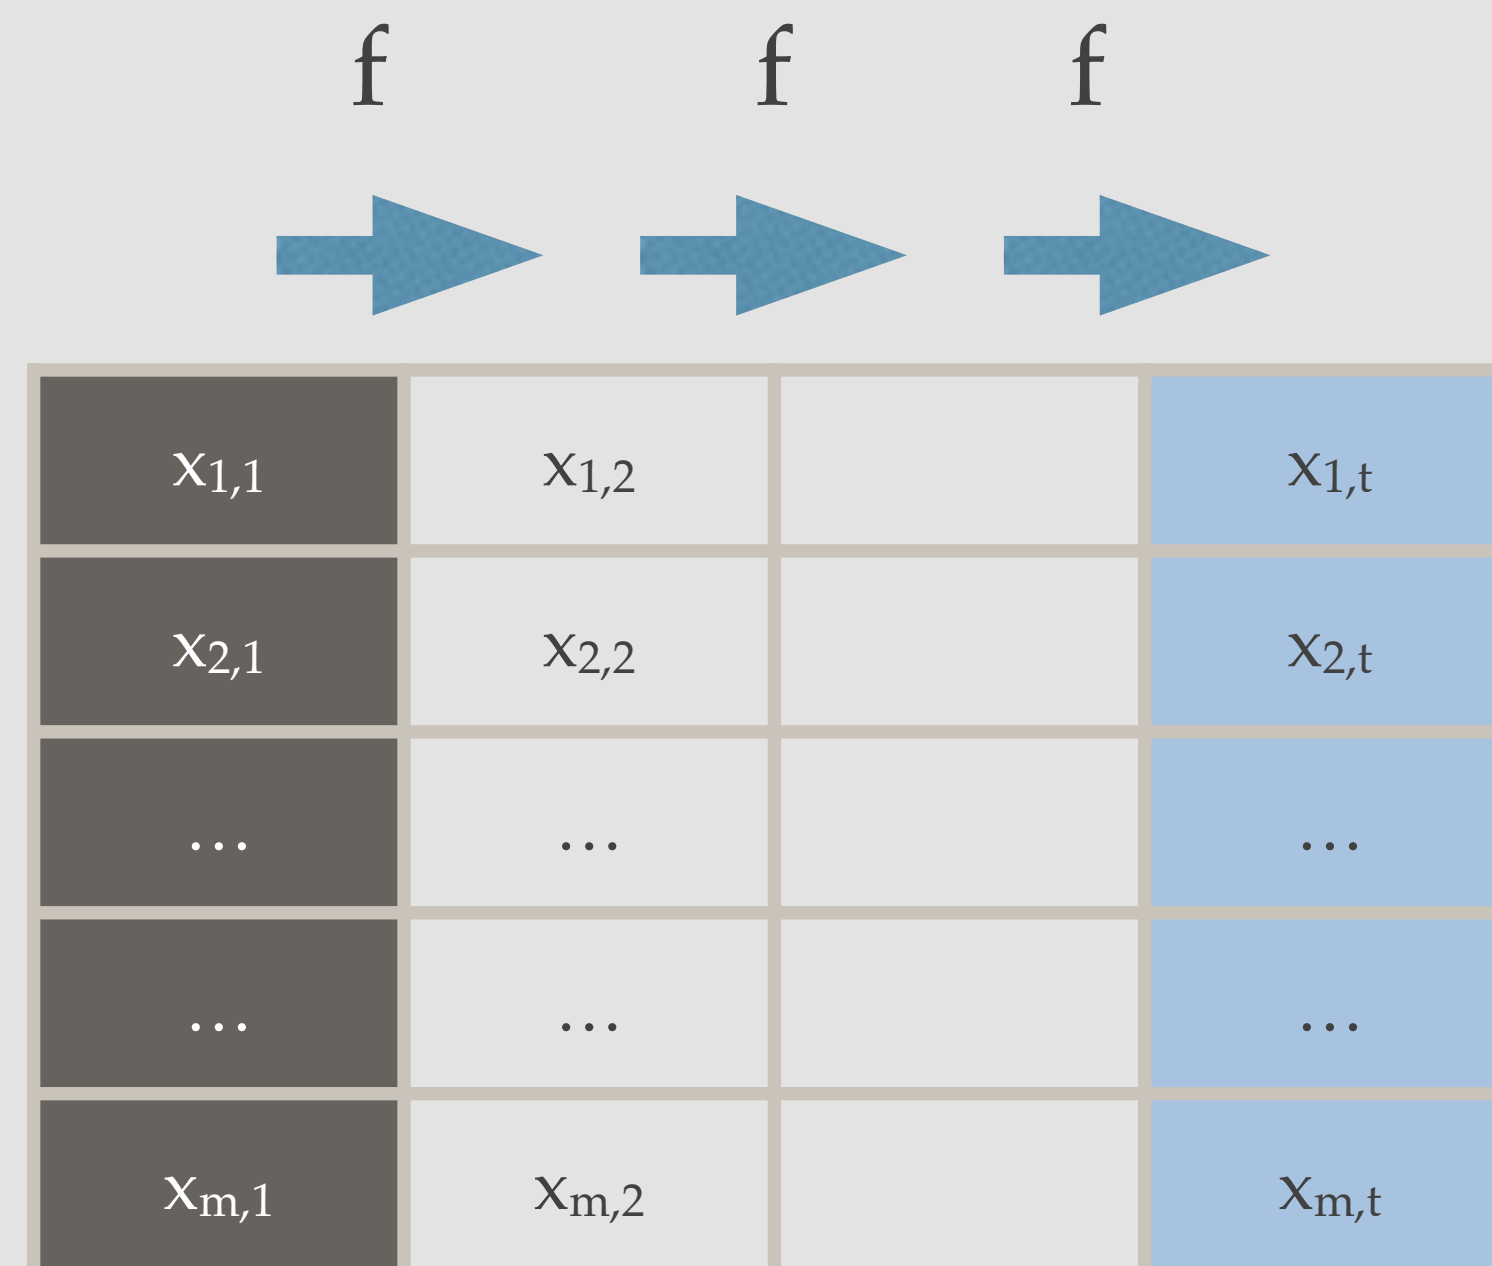 f f f
x1,1 x1,2 x1,t
x2,1 x2,2 x2,t
... ... ...
... ... ...
xm,1 xm,2 xm,t